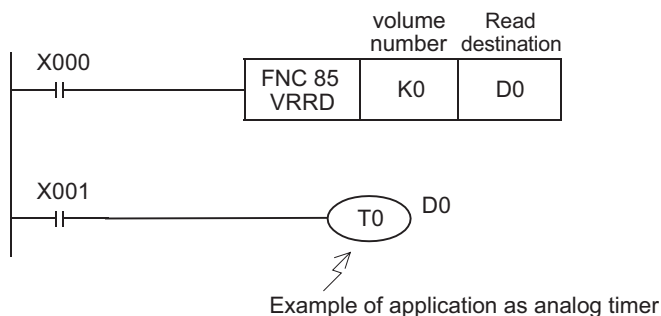 volume number
Read destination
X000
FNC 85
VRRD
K0
D0
X001
T0
D0
Example of application as analog timer